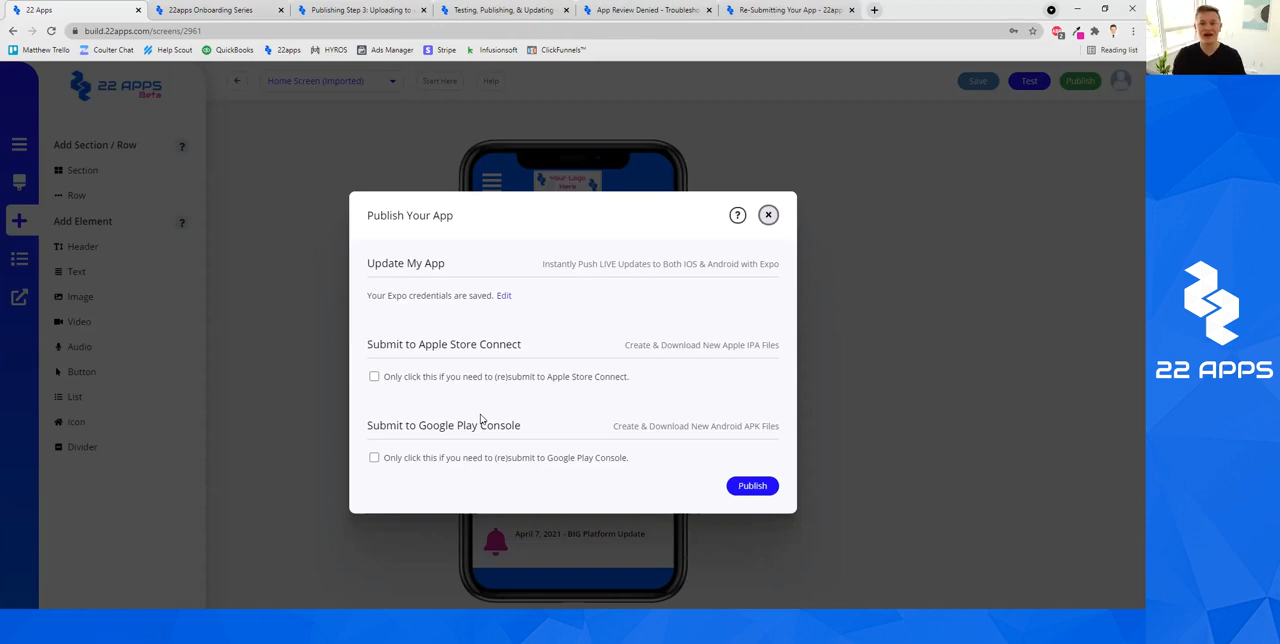 22 Apps
22apps Onboarding Series
Publishing Step 3: Uploading to
Testing, Publishing, & Updating
App Review Denied - Troublesho
Re-Submitting Your App - 22app
build.22apps.com/screens/2961
Matthew Trello
Coulter Chat
Help Scout
QuickBooks
22apps
HYROS
Ads Manager
Stripe
Infusionsoft
ClickFunnels™
Reading list
22 APPS
Beta
Home Screen (Imported)
Start Here
Help
Save
Test
Publish
Add Section / Row
?
Section
Row
Add Element
?
Header
Text
Image
Video
Audio
Button
List
Icon
Divider
Your Logo
Here
Publish Your App
?
Update My App
Instantly Push LIVE Updates to Both IOS & Android with Expo
Your Expo credentials are saved. Edit
Submit to Apple Store Connect
Create & Download New Apple IPA Files
Only click this if you need to (re)submit to Apple Store Connect.
Submit to Google Play Console
Create & Download New Android APK Files
Only click this if you need to (re)submit to Google Play Console.
Publish
April 7, 2021 - BIG Platform Update
22 APPS